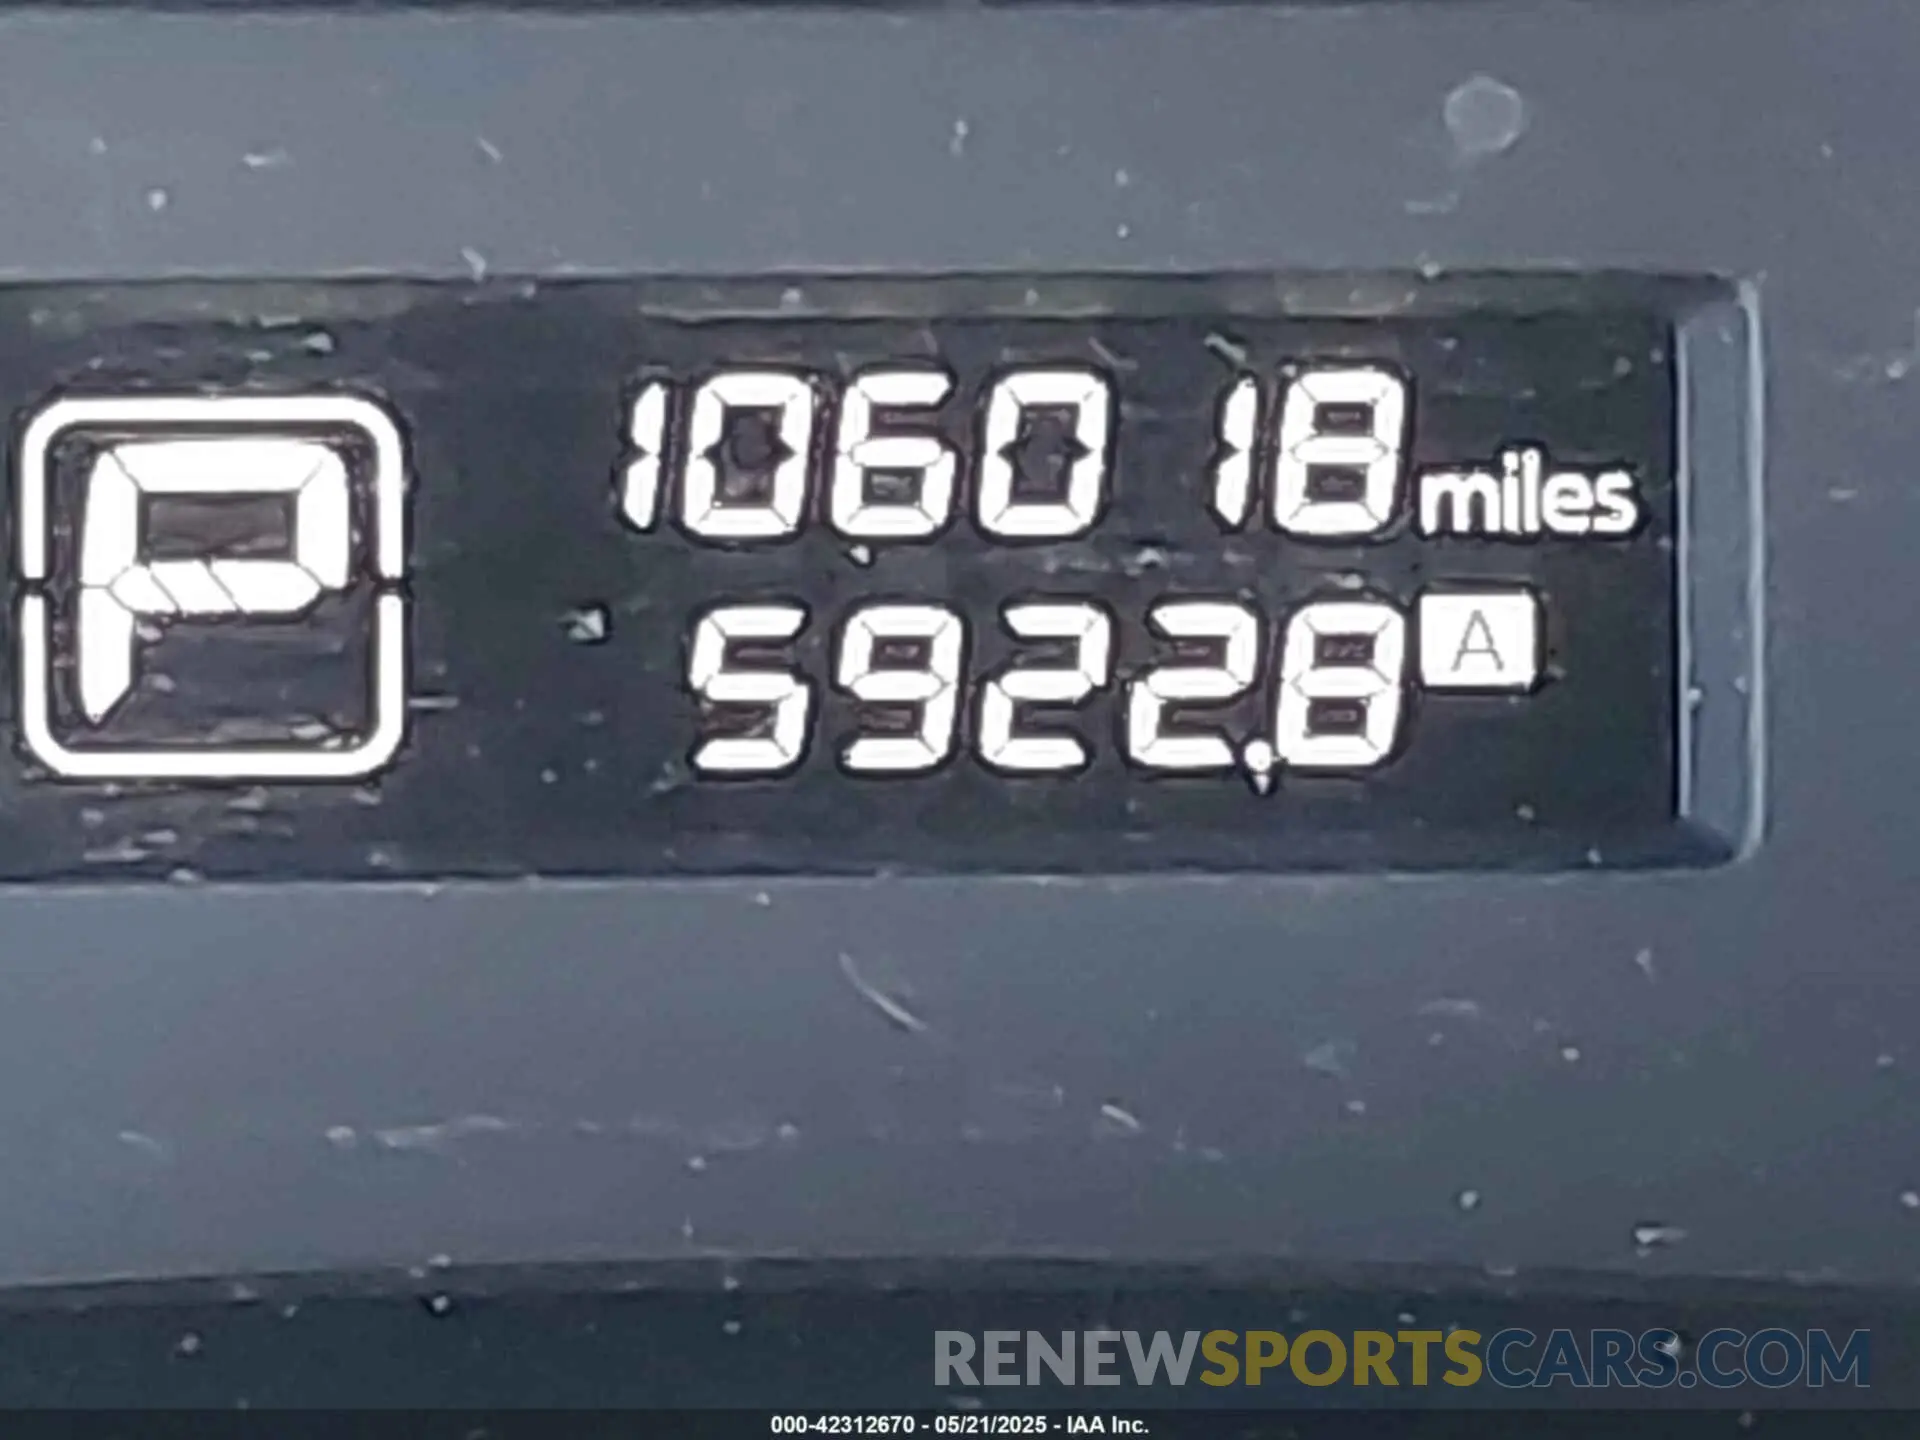 P
106018 miles
5922.8 A
RENEWSPORTSCARS.COM
000-42312670 - 05/21/2025 - IAA Inc.